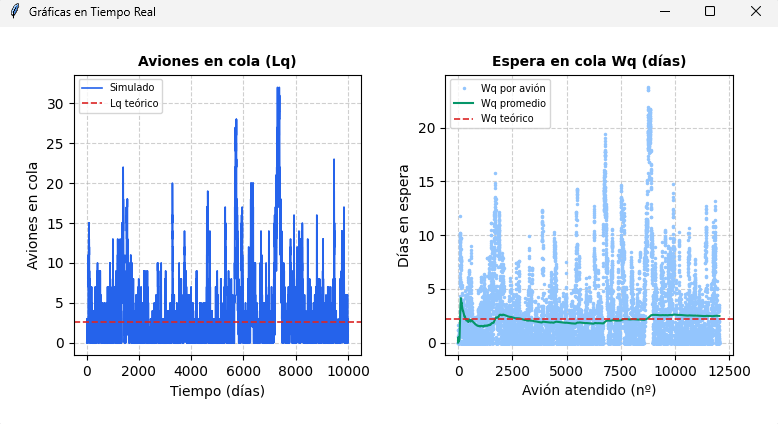 Gráficas en Tiempo Real
Aviones en cola (Lq)
Simulado
Lq teórico
Aviones en cola
30
25
20
15
10
5
0
0 2000 4000 6000 8000 10000
Tiempo (días)
Espera en cola Wq (días)
Wq por avión
Wq promedio
Wq teórico
Días en espera
20
15
10
5
0
0 2500 5000 7500 10000 12500
Avión atendido (nº)